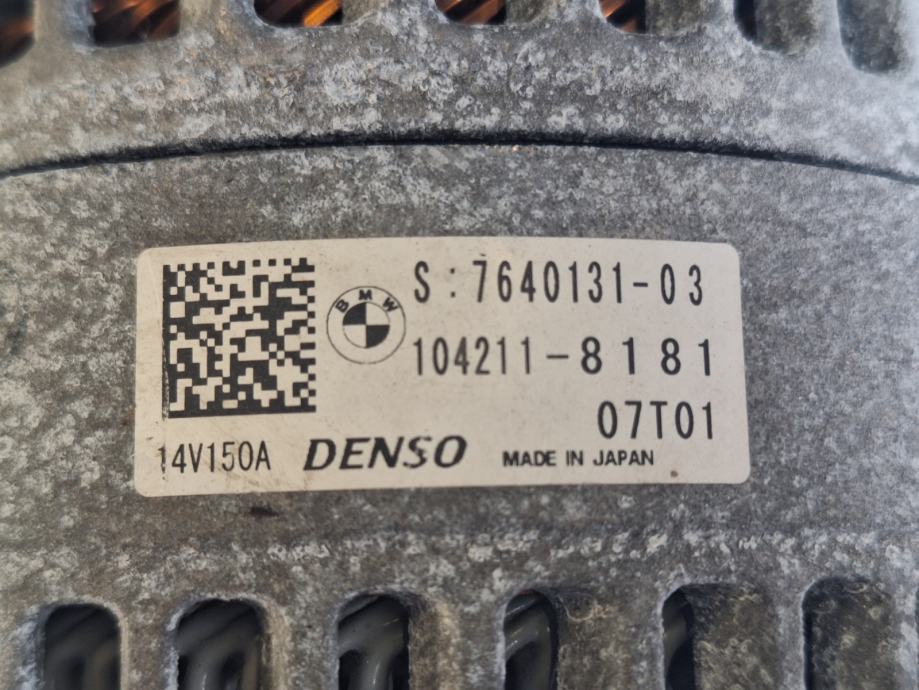 BMW
S:7640131-03
104211-8181
07T01
14V150A DENSO MADE IN JAPAN